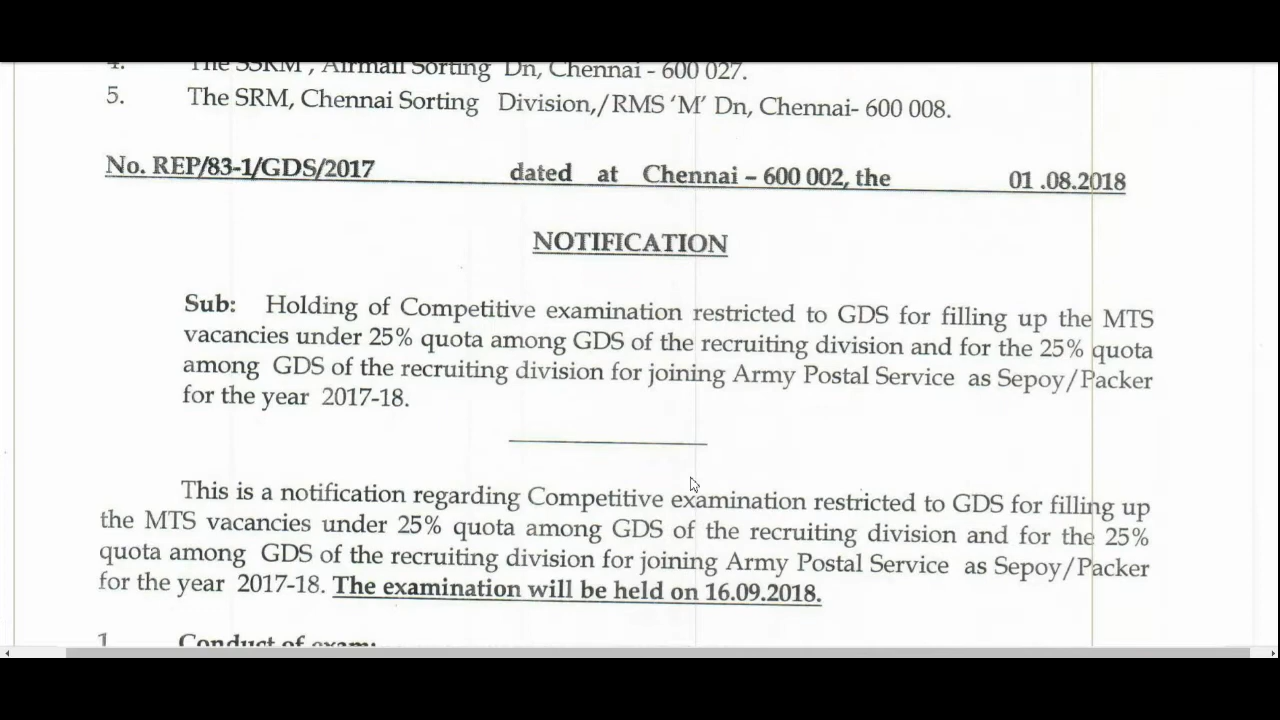 4. The SSRM , Airmail Sorting Dn, Chennai - 600 027.
5. The SRM, Chennai Sorting Division,/RMS 'M' Dn, Chennai- 600 008.
No. REP/83-1/GDS/2017 dated at Chennai – 600 002, the 01 .08.2018
NOTIFICATION
Sub: Holding of Competitive examination restricted to GDS for filling up the MTS
vacancies under 25% quota among GDS of the recruiting division and for the 25% quota
among GDS of the recruiting division for joining Army Postal Service as Sepoy/Packer
for the year 2017-18.
This is a notification regarding Competitive examination restricted to GDS for filling up
the MTS vacancies under 25% quota among GDS of the recruiting division and for the 25%
quota among GDS of the recruiting division for joining Army Postal Service as Sepoy/Packer
for the year 2017-18. The examination will be held on 16.09.2018.
1 Conduct of exam: